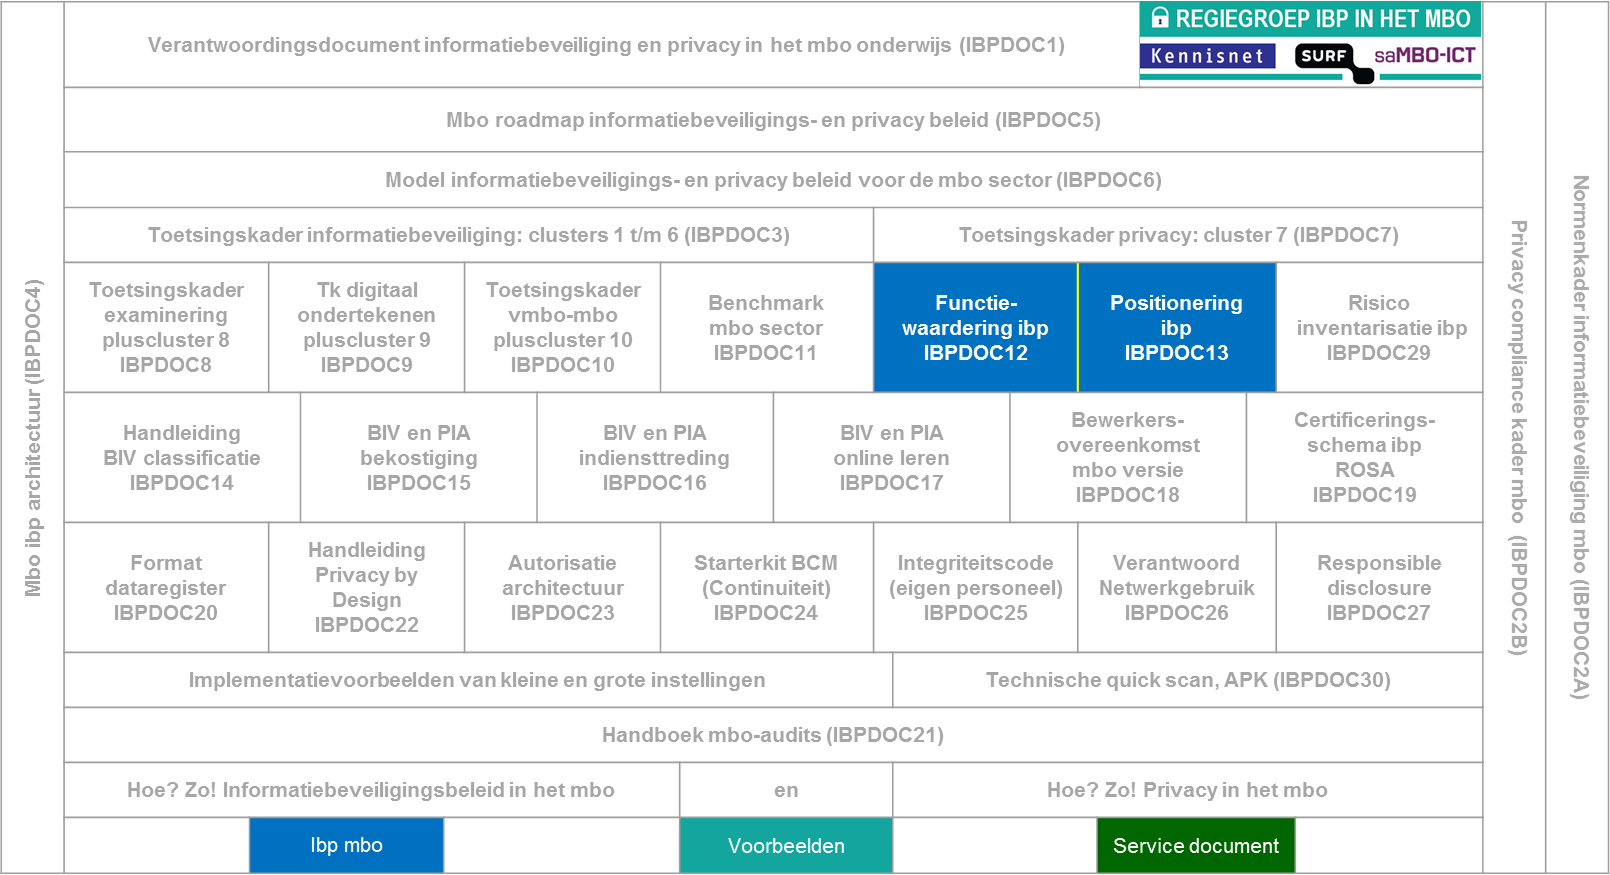 Verantwoordingsdocument informatiebeveiliging en privacy in het mbo onderwijs (IBPDOC1)
REGIEGROEP IBP IN HET MBO
Kennisnet
SURF
saMBO-ICT
Mbo roadmap informatiebeveiligings- en privacy beleid (IBPDOC5)
Model informatiebeveiligings- en privacy beleid voor de mbo sector (IBPDOC6)
Toetsingskader informatiebeveiliging: clusters 1 t/m 6 (IBPDOC3)
Toetsingskader privacy: cluster 7 (IBPDOC7)
Toetsingskader
examinering
pluscluster 8
IBPDOC8
Tk digitaal
ondertekenen
pluscluster 9
IBPDOC9
Toetsingskader
vmbo-mbo
pluscluster 10
IBPDOC10
Benchmark
mbo sector
IBPDOC11
Functie-
waardering ibp
IBPDOC12
Positionering
ibp
IBPDOC13
Risico
inventarisatie ibp
IBPDOC29
Handleiding
BIV classificatie
IBPDOC14
BIV en PIA
bekostiging
IBPDOC15
BIV en PIA
indiensttreding
IBPDOC16
BIV en PIA
online leren
IBPDOC17
Bewerkers-
overeenkomst
mbo versie
IBPDOC18
Certificerings-
schema ibp
ROSA
IBPDOC19
Format
dataregister
IBPDOC20
Handleiding
Privacy by
Design
IBPDOC22
Autorisatie
architectuur
IBPDOC23
Starterkit BCM
(Continuiteit)
IBPDOC24
Integriteitscode
(eigen personeel)
IBPDOC25
Verantwoord
Netwerkgebruik
IBPDOC26
Responsible
disclosure
IBPDOC27
Implementatievoorbeelden van kleine en grote instellingen
Technische quick scan, APK (IBPDOC30)
Handboek mbo-audits (IBPDOC21)
Hoe? Zo! Informatiebeveiligingsbeleid in het mbo
en
Hoe? Zo! Privacy in het mbo
Ibp mbo
Voorbeelden
Service document
Mbo ibp architectuur (IBPDOC4)
Privacy compliance kader mbo (IBPDOC2B)
Normenkader informatiebeveiliging mbo (IBPDOC2A)